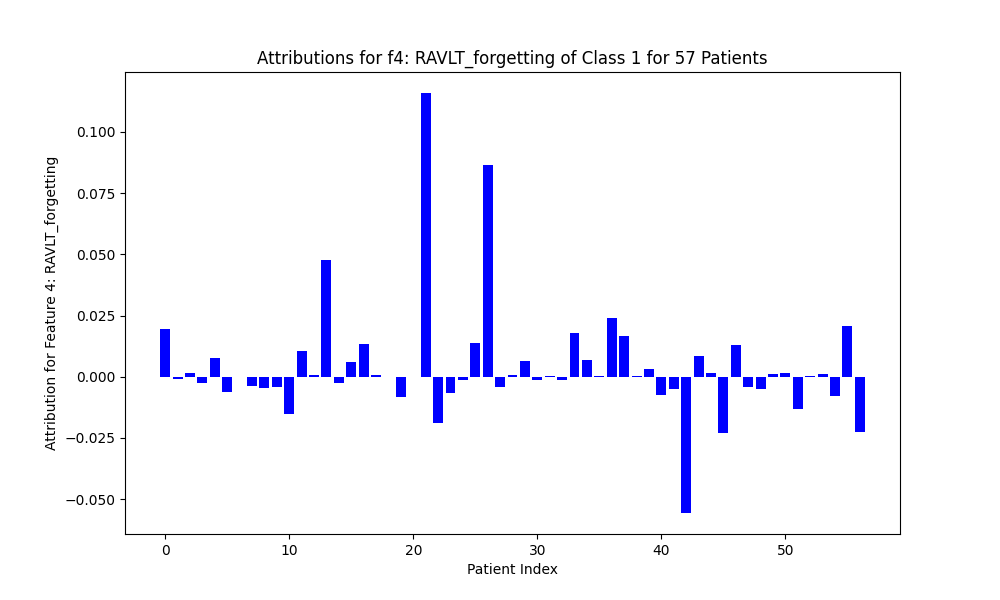 Attributions for f4: RAVLT_forgetting of Class 1 for 57 Patients
Attribution for Feature 4: RAVLT_forgetting
0.100
0.075
0.050
0.025
0.000
−0.025
−0.050
0 10 20 30 40 50
Patient Index